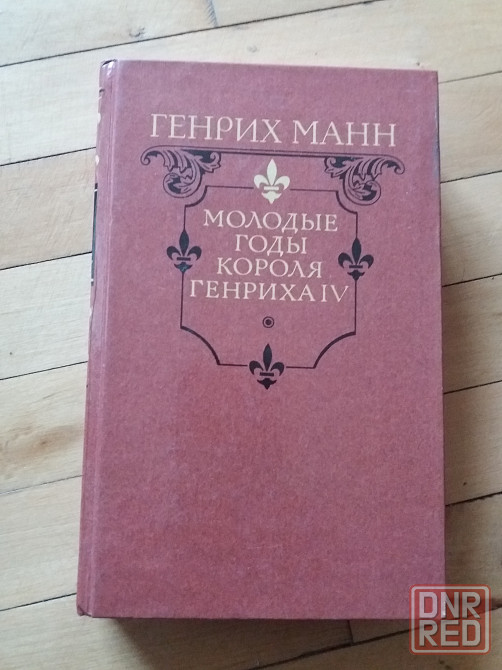 ГЕНРИХ МАНН
МОЛОДЫЕ
ГОДЫ
КОРОЛЯ
ГЕНРИХА IV
DNR
RED